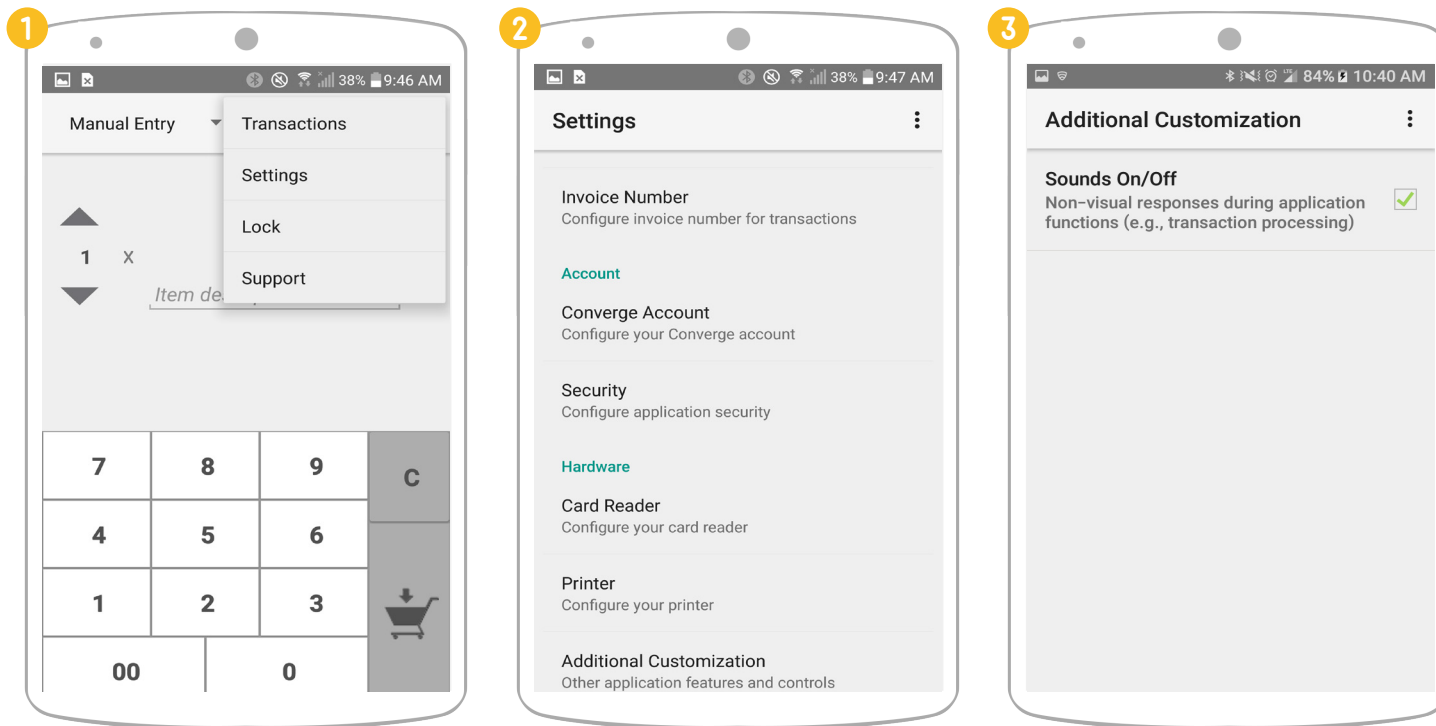 1
9:46 AM
38%
Manual Entry
Transactions
Settings
Lock
Support
1 X
Item de
7 8 9 C
4 5 6
1 2 3
00 0
2
38% 9:47 AM
Settings
Invoice Number
Configure invoice number for transactions
Account
Converge Account
Configure your Converge account
Security
Configure application security
Hardware
Card Reader
Configure your card reader
Printer
Configure your printer
Additional Customization
Other application features and controls
3
84% 10:40 AM
Additional Customization
Sounds On/Off
Non-visual responses during application
functions (e.g., transaction processing)